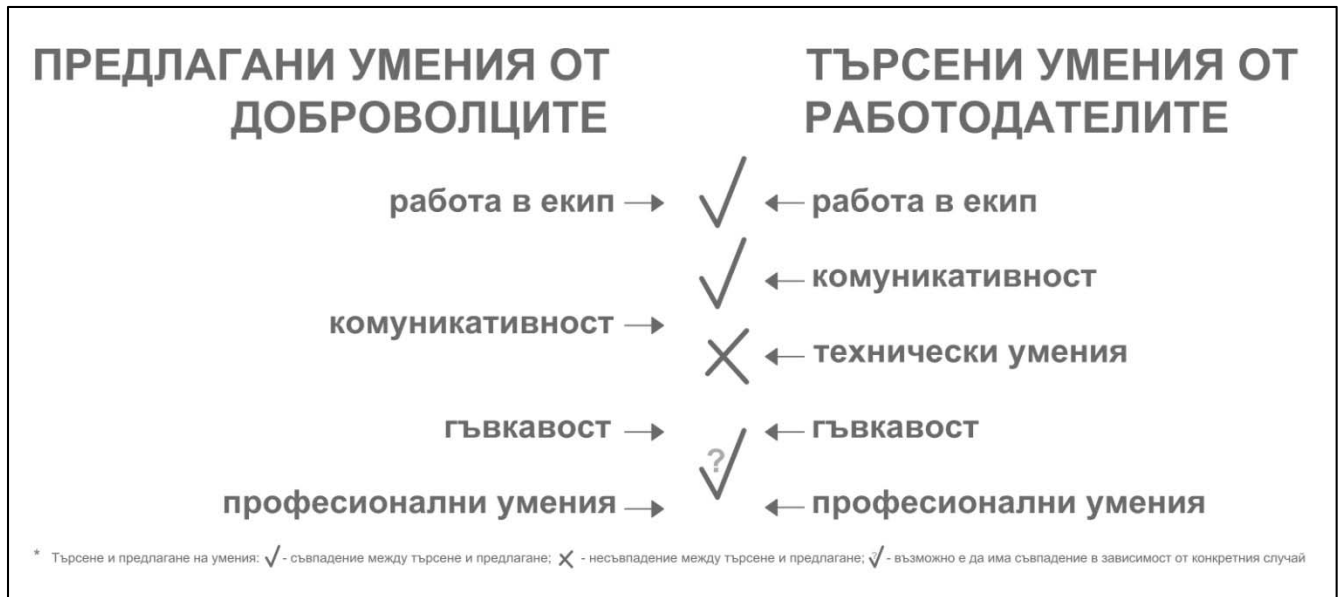 ПРЕДЛАГАНИ УМЕНИЯ ОТ
ДОБРОВОЛЦИТЕ
ТЪРСЕНИ УМЕНИЯ ОТ
РАБОТОДАТЕЛИТЕ
работа в екип → √ ← работа в екип
√ ← комуникативност
комуникативност →
X ← технически умения
гъвкавост → ← гъвкавост
?√
професионални умения → ← професионални умения
* Търсене и предлагане на умения: √ - съвпадение между търсене и предлагане; X - несъвпадение между търсене и предлагане; ?√ - възможно е да има съвпадение в зависимост от конкретния случай